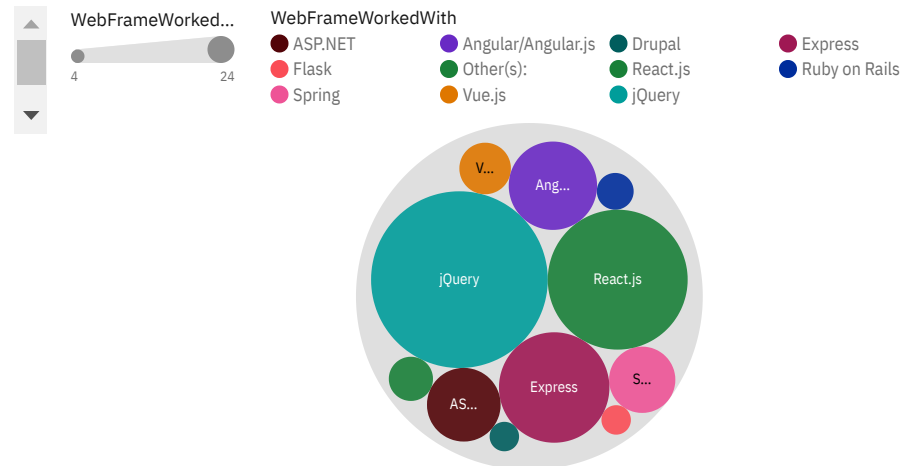 WebFrameWorked...
4 24
WebFrameWorkedWith
ASP.NET Angular/Angular.js Drupal Express
Flask Other(s): React.js Ruby on Rails
Spring Vue.js jQuery
V...
Ang...
jQuery
React.js
S...
Express
AS...